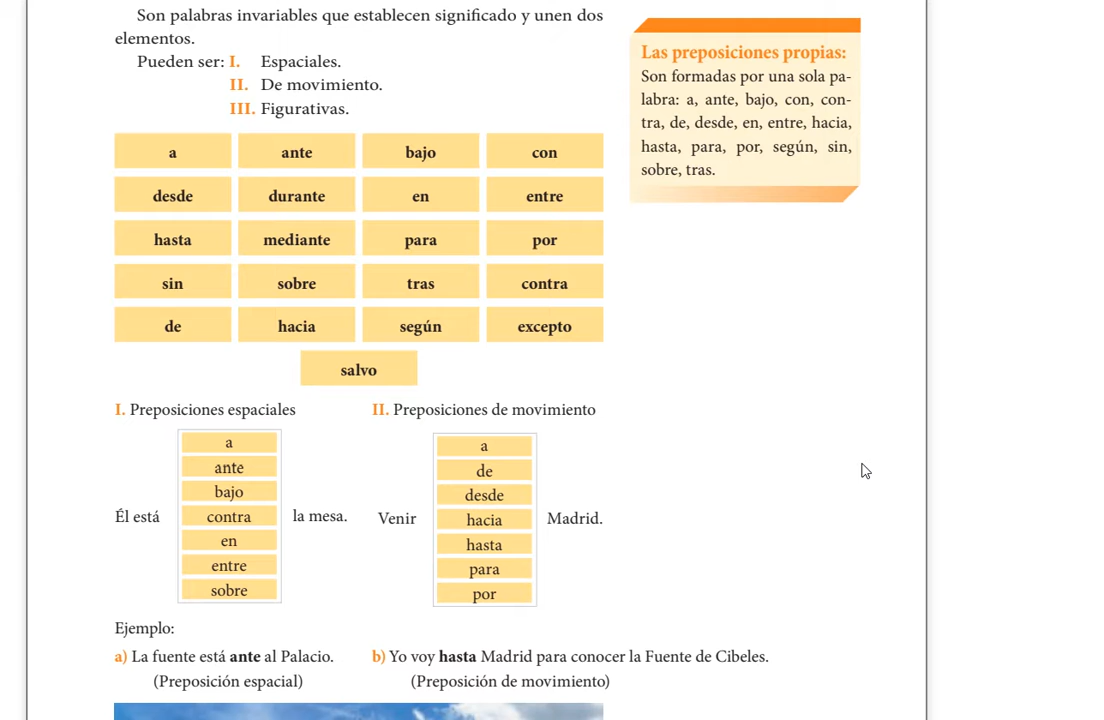 Son palabras invariables que establecen significado y unen dos
elementos.
Pueden ser: I. Espaciales.
II. De movimiento.
III. Figurativas.
Las preposiciones propias:
Son formadas por una sola pa-
labra: a, ante, bajo, con, con-
tra, de, desde, en, entre, hacia,
hasta, para, por, según, sin,
sobre, tras.
a ante bajo con
desde durante en entre
hasta mediante para por
sin sobre tras contra
de hacia según excepto
salvo
I. Preposiciones espaciales
Él está
a
ante
bajo
contra
en
entre
sobre
la mesa.
II. Preposiciones de movimiento
Venir
a
de
desde
hacia
hasta
para
por
Madrid.
Ejemplo:
a) La fuente está ante al Palacio.
(Preposición espacial)
b) Yo voy hasta Madrid para conocer la Fuente de Cibeles.
(Preposición de movimiento)